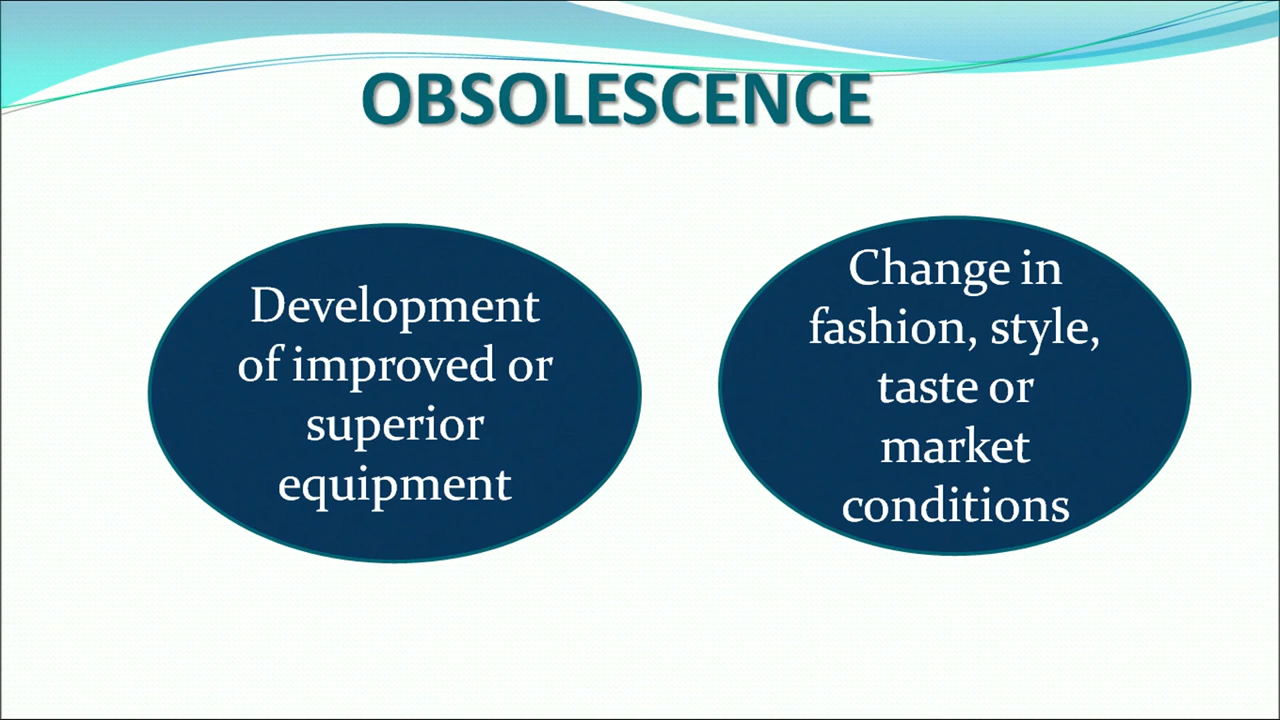 OBSOLESCENCE
Development
of improved or
superior
equipment
Change in
fashion, style,
taste or
market
conditions